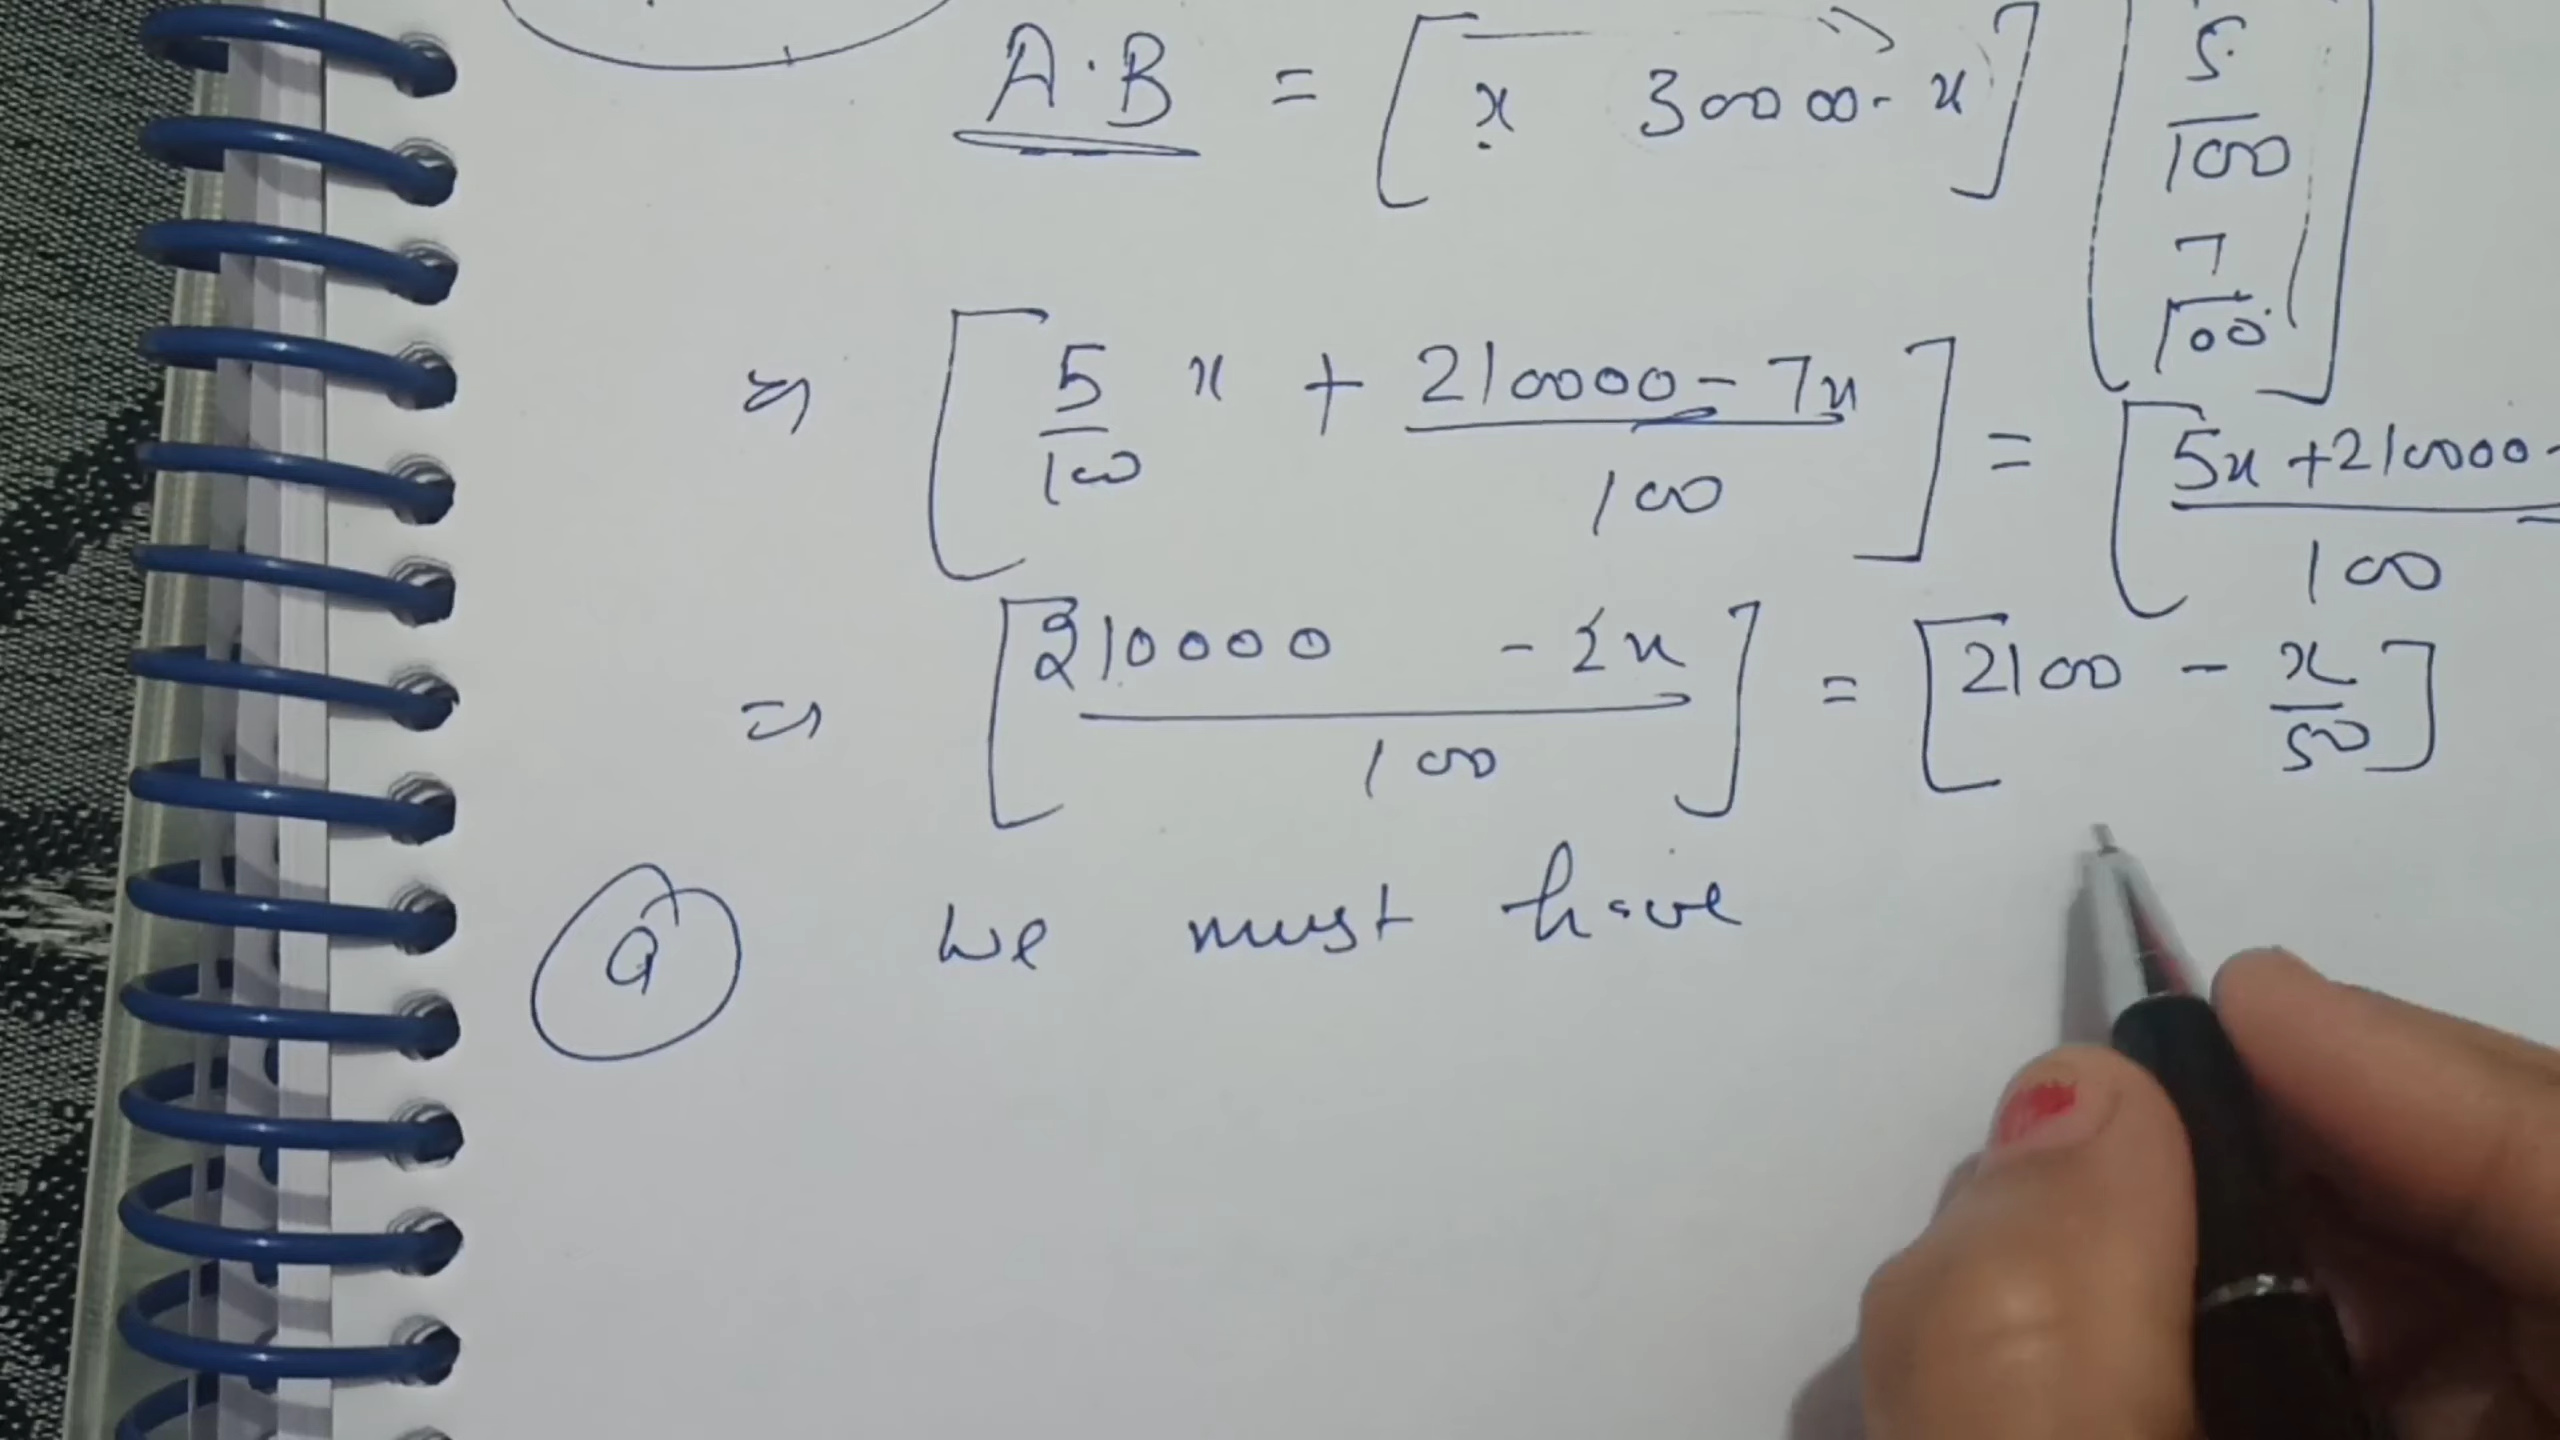 A·B = [x 30000 - x] [5/100 7/100]
⇒ [5/100 x + 210000 - 7x / 100] = [5x + 210000 - / 100
⇒ [210000 - 2x / 100] = [2100 - x/50]
a we must have